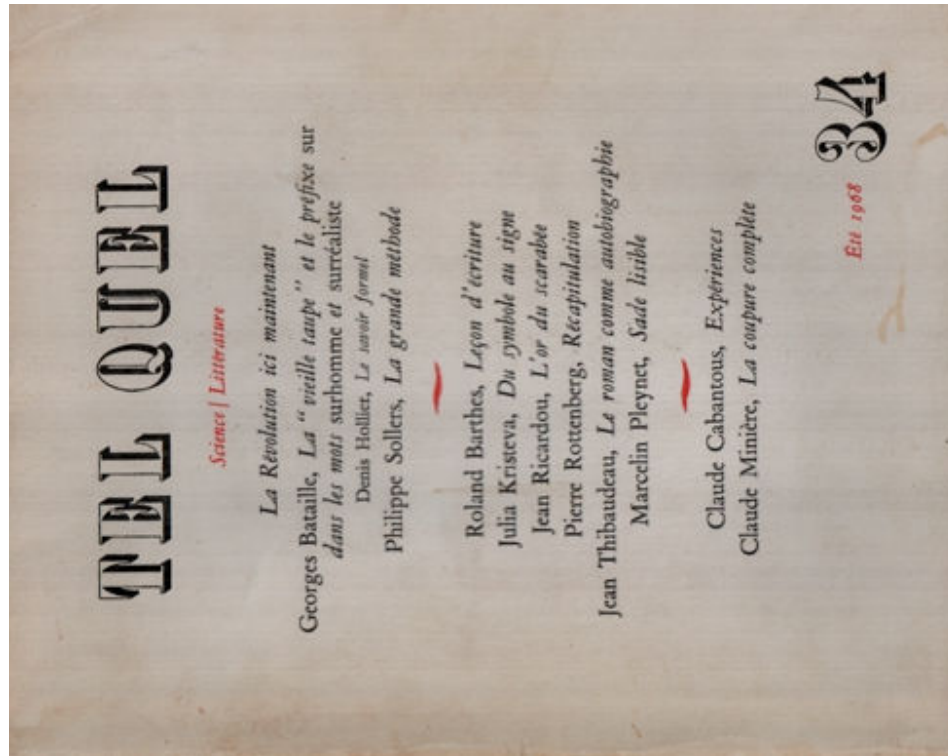 TEL QUEL
Science | Littérature
La Révolution ici maintenant
Georges Bataille, La "vieille taupe" et le préfixe sur
dans les mots surhomme et surréaliste
Denis Hollier, Le savoir formel
Philippe Sollers, La grande méthode
Roland Barthes, Leçon d'écriture
Julia Kristeva, Du symbole au signe
Jean Ricardou, L'or du scarabée
Pierre Rottenberg, Récapitulation
Jean Thibaudeau, Le roman comme autobiographie
Marcelin Pleynet, Sade lisible
Claude Cabantous, Expériences
Claude Minière, La coupure complète
Été 1968
34